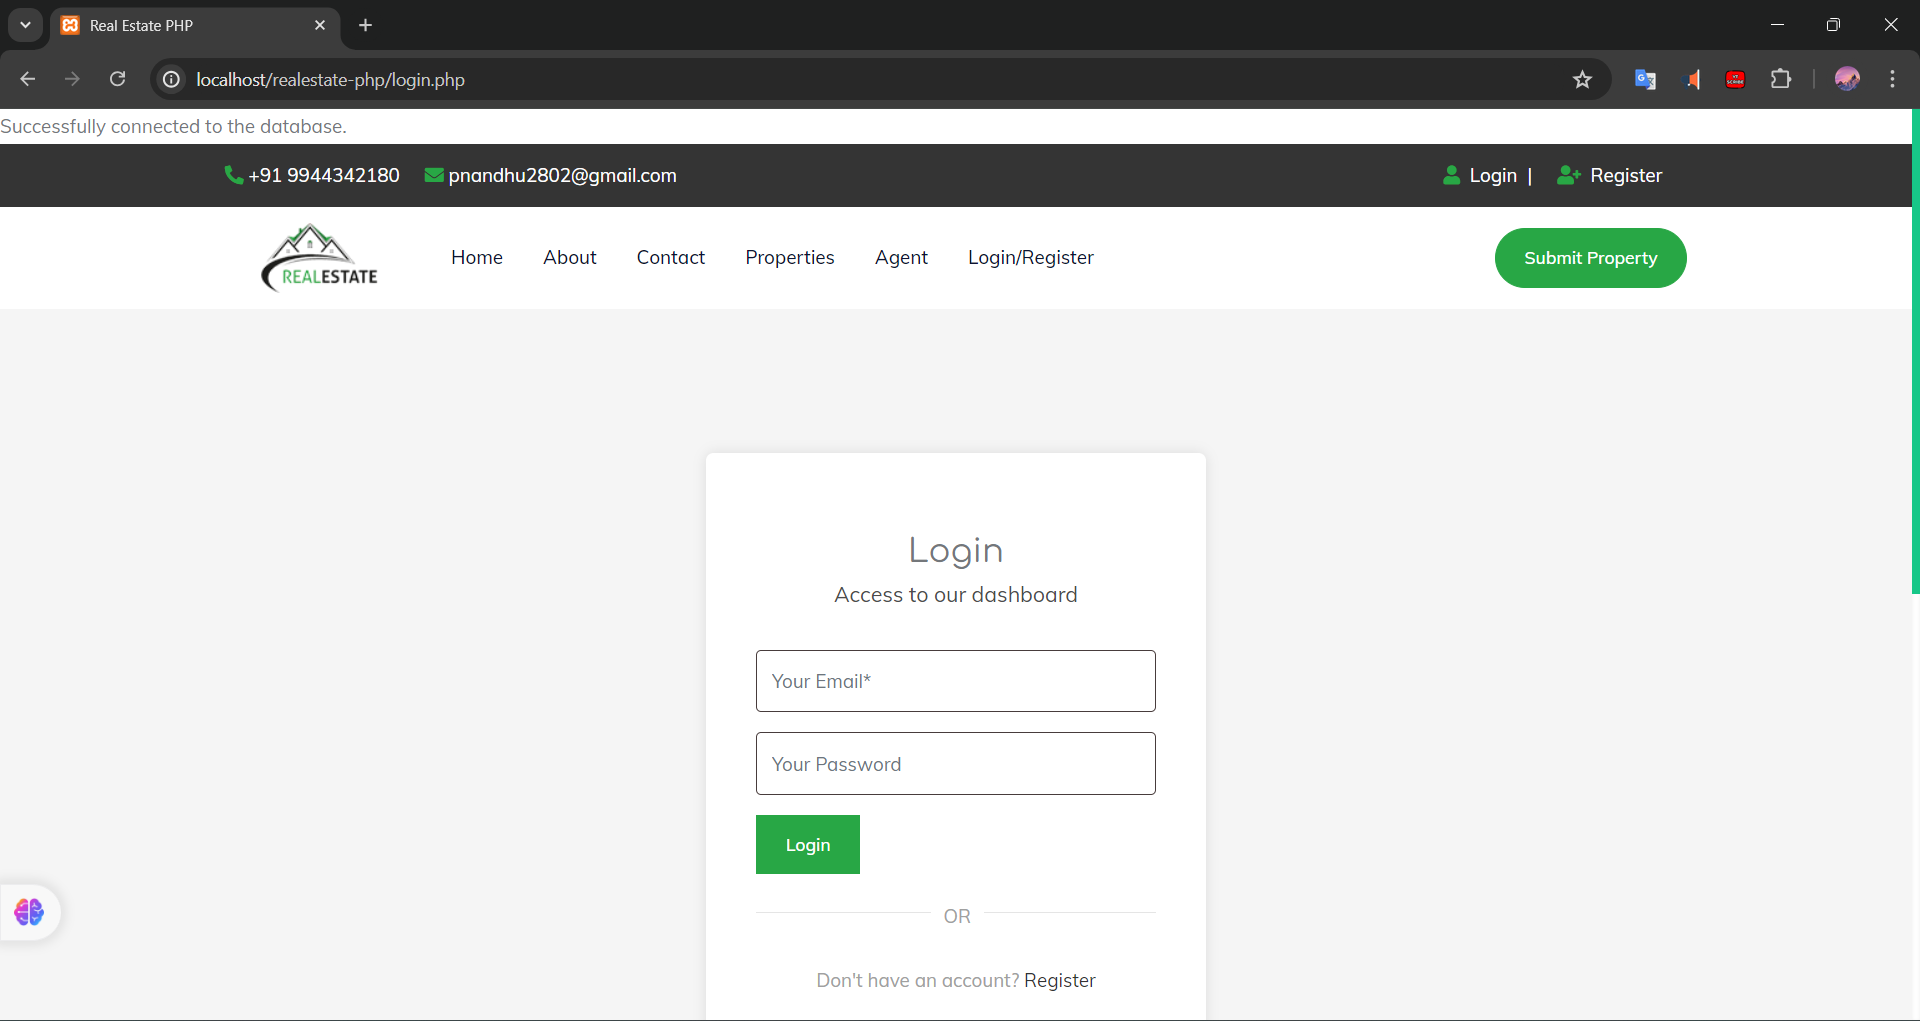 Real Estate PHP
localhost/realestate-php/login.php
Successfully connected to the database.
+91 9944342180 pnandhu2802@gmail.com Login | Register
REALESTATE Home About Contact Properties Agent Login/Register Submit Property
Login
Access to our dashboard
Your Email*
Your Password
Login
OR
Don't have an account? Register